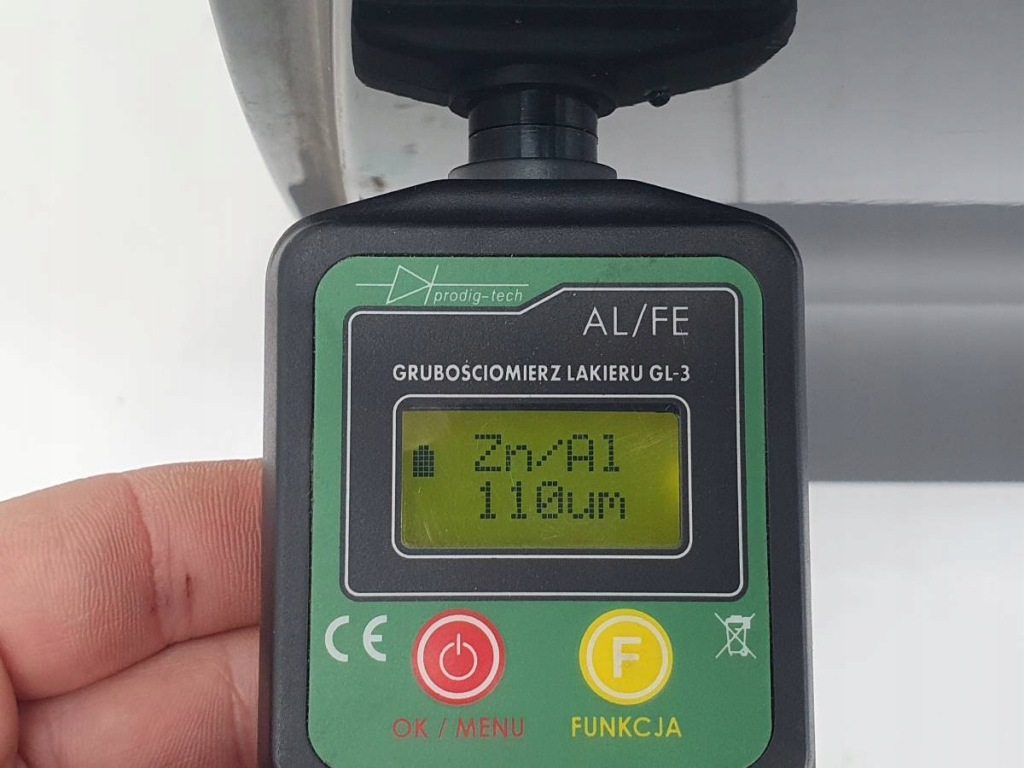 prodig-tech
AL/FE
GRUBOŚCIOMIERZ LAKIERU GL-3
Zn/Al
110um
CE
F
OK / MENU
FUNKCJA